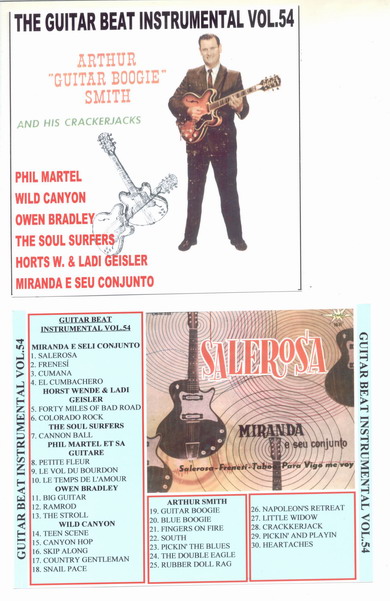 THE GUITAR BEAT INSTRUMENTAL VOL.54
ARTHUR
"GUITAR BOOGIE"
SMITH
AND HIS CRACKERJACKS
PHIL MARTEL
WILD CANYON
OWEN BRADLEY
THE SOUL SURFERS
HORTS W. & LADI GEISLER
MIRANDA E SEU CONJUNTO
GUITAR BEAT INSTRUMENTAL VOL.54
GUITAR BEAT
INSTRUMENTAL VOL.54
MIRANDA E SELI CONJUNTO
1. SALEROSA
2. FRENESÍ
3. CUMANA
4. EL CUMBACHERO
HORST WENDE & LADI
GEISLER
5. FORTY MILES OF BAD ROAD
6. COLORADO ROCK
THE SOUL SURFERS
7. CANNON BALL
PHIL MARTEL ET SA
GUITARE
8. PETITE FLEUR
9. LE VOL DU BOURDON
10. LE TEMPS DE L'AMOUR
OWEN BRADLEY
11. BIG GUITAR
12. RAMROD
13. THE STROLL
WILD CANYON
14. TEEN SCENE
15. CANYON HOP
16. SKIP ALONG
17. COUNTRY GENTLEMAN
18. SNAIL PACE
SALEROSA
MIRANDA
e seu conjunto
Salerosa-Frenezi-Taboo-Para Vigo me voy
ARTHUR SMITH
19. GUITAR BOOGIE
20. BLUE BOOGIE
21. FINGERS ON FIRE
22. SOUTH
23. PICKIN THE BLUES
24. THE DOUBLE EAGLE
25. RUBBER DOLL RAG
26. NAPOLEON'S RETREAT
27. LITTLE WIDOW
28. CRACKKERJACK
29. PICKIN' AND PLAYIN
30. HEARTACHES
GUITAR BEAT INSTRUMENTAL VOL.54